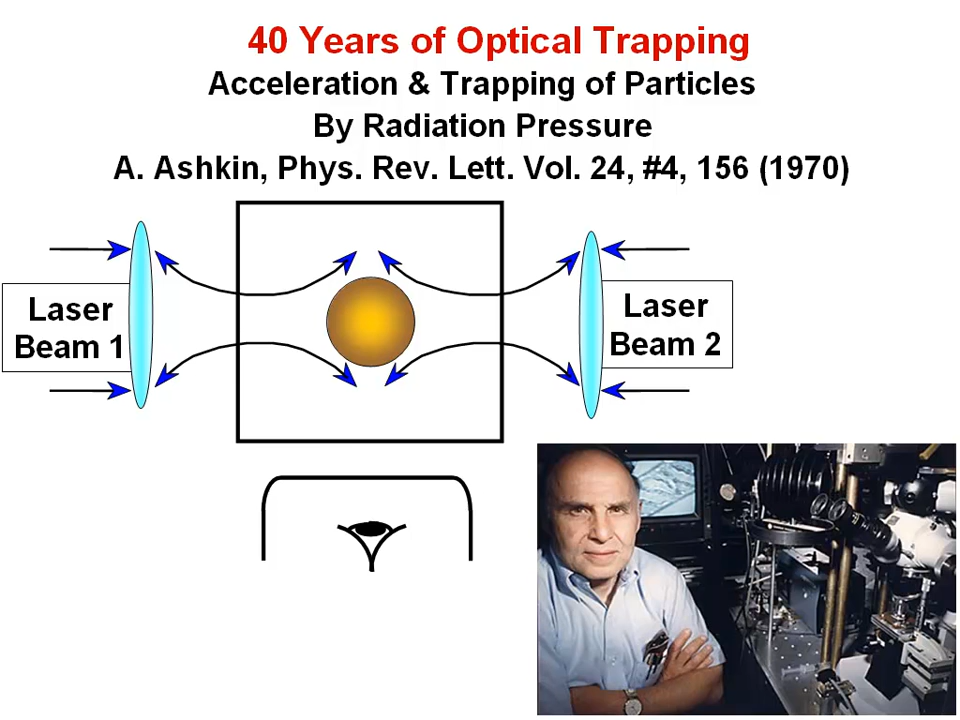 40 Years of Optical Trapping
Acceleration & Trapping of Particles
By Radiation Pressure
A. Ashkin, Phys. Rev. Lett. Vol. 24, #4, 156 (1970)
Laser
Beam 1
Laser
Beam 2